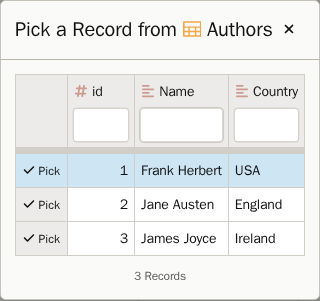 Pick a Record from Authors ×
# id Name Country
✓ Pick 1 Frank Herbert USA
✓ Pick 2 Jane Austen England
✓ Pick 3 James Joyce Ireland
3 Records